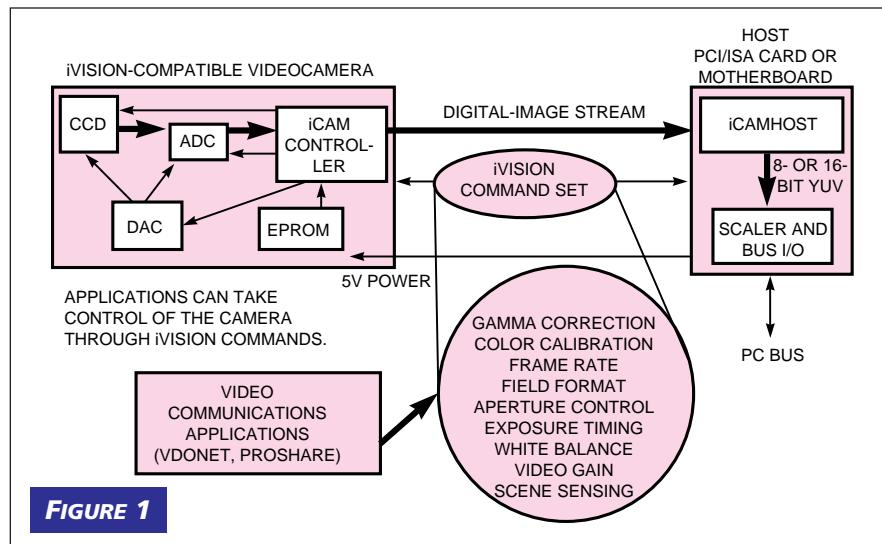 HOST
PCI/ISA CARD OR
MOTHERBOARD
iVISION-COMPATIBLE VIDEOCAMERA
CCD
ADC
iCAM
CONTROL-
LER
DAC
EPROM
DIGITAL-IMAGE STREAM
iVISION
COMMAND SET
iCAMHOST
8- OR 16-
BIT YUV
SCALER AND
BUS I/O
5V POWER
PC BUS
APPLICATIONS CAN TAKE
CONTROL OF THE CAMERA
THROUGH iVISION COMMANDS.
VIDEO
COMMUNICATIONS
APPLICATIONS
(VDONET, PROSHARE)
GAMMA CORRECTION
COLOR CALIBRATION
FRAME RATE
FIELD FORMAT
APERTURE CONTROL
EXPOSURE TIMING
WHITE BALANCE
VIDEO GAIN
SCENE SENSING
FIGURE 1